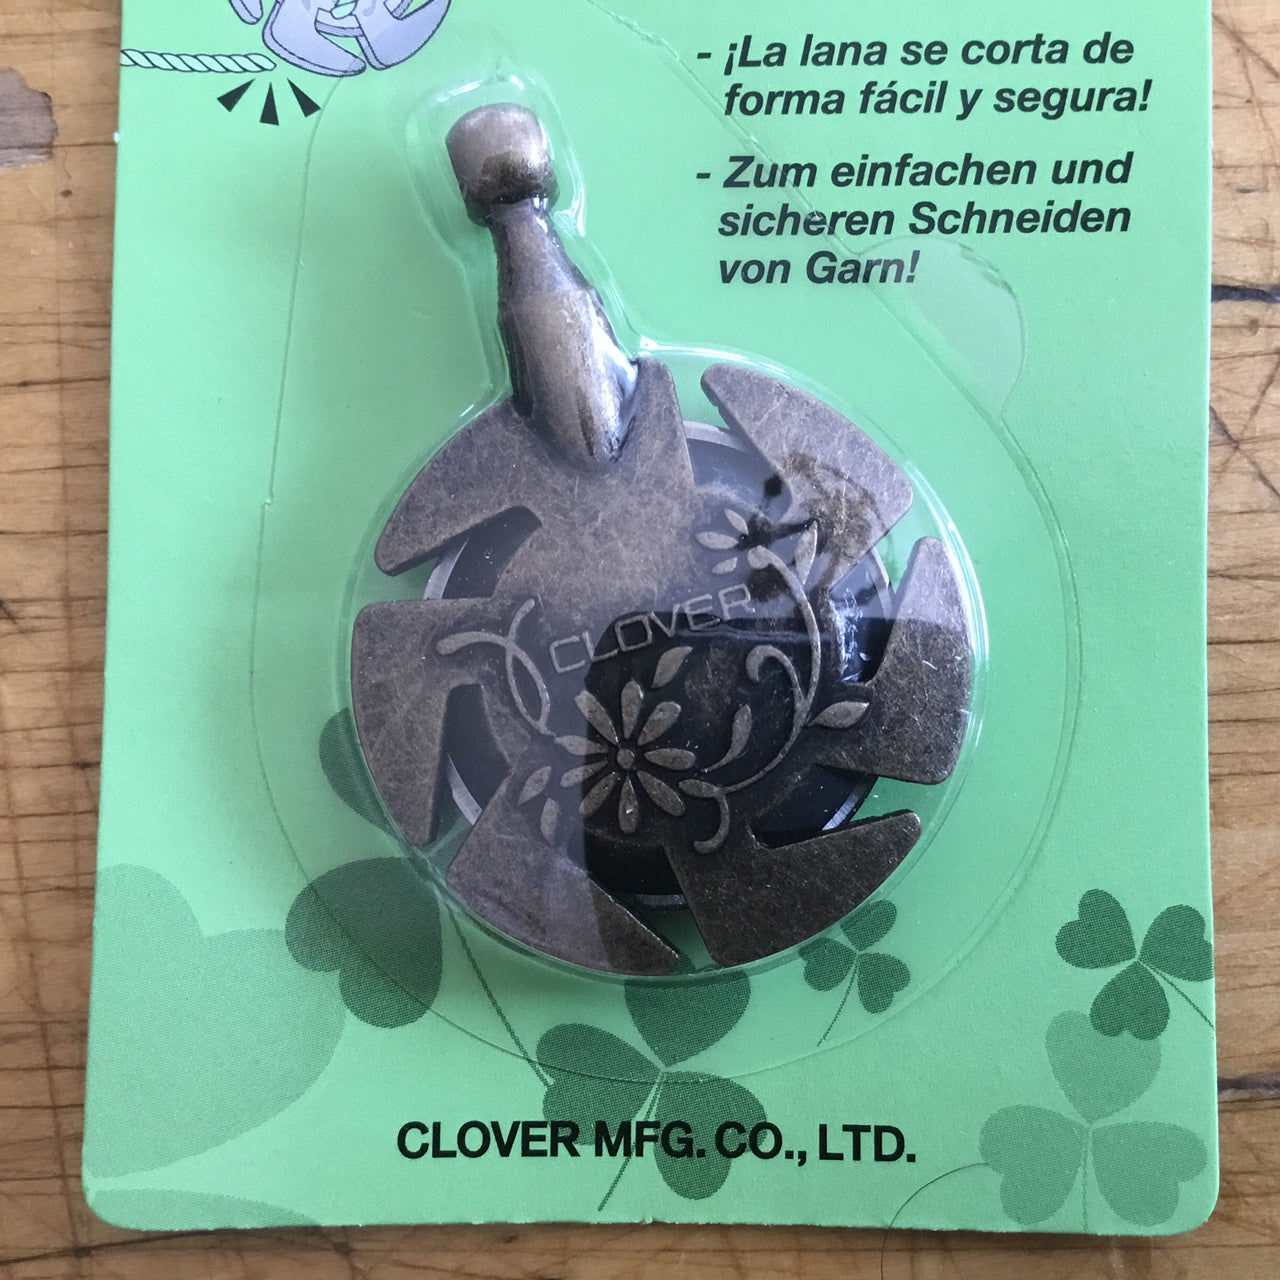 - ¡La lana se corta de
forma fácil y segura!
- Zum einfachen und
sicheren Schneiden
von Garn!
CLOVER
CLOVER MFG. CO., LTD.